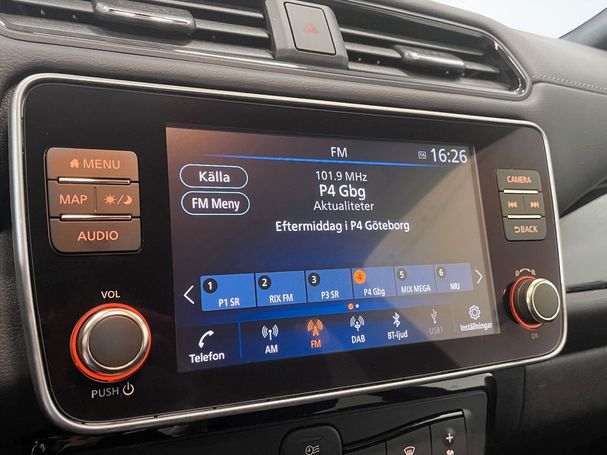 FM
16:26
MENU
MAP
AUDIO
VOL
PUSH
Källa
FM Meny
101.9 MHz
P4 Gbg
Aktualiteter
Eftermiddag i P4 Göteborg
1 P1 SR
2 RIX FM
3 P3 SR
4 P4 Gbg
5 MIX MEGA
6 NRJ
Telefon
AM
FM
DAB
BT-ljud
USB1
Inställningar
CAMERA
BACK
OK